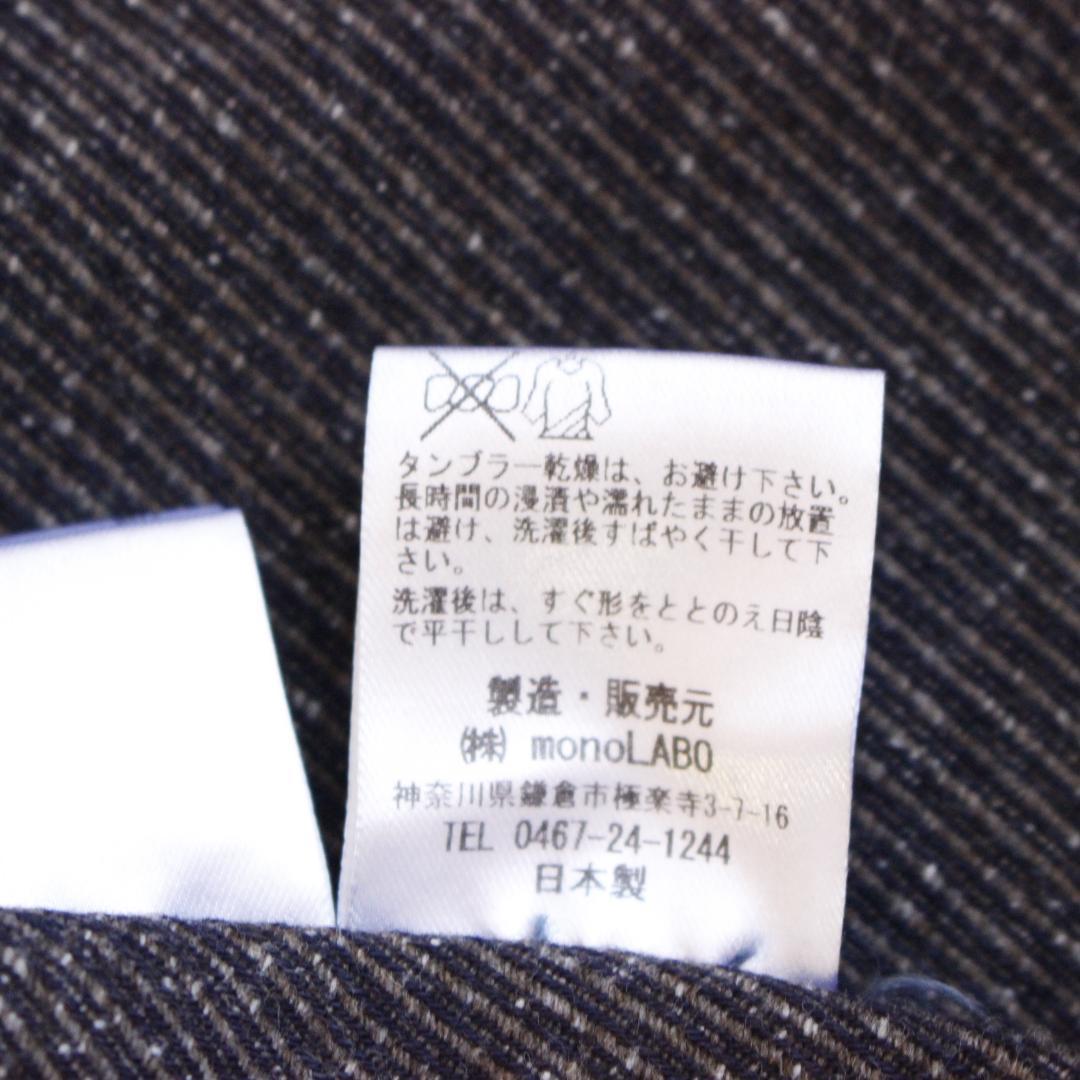 タンブラー乾燥は、お避け下さい。
長時間の浸漬や濡れたままの放置
は避け、洗濯後すばやく干して下
さい。
洗濯後は、すぐ形をととのえ日陰
で平干しして下さい。
製造・販売元
㈱ monoLABO
神奈川県鎌倉市極楽寺3-7-16
TEL 0467-24-1244
日本製